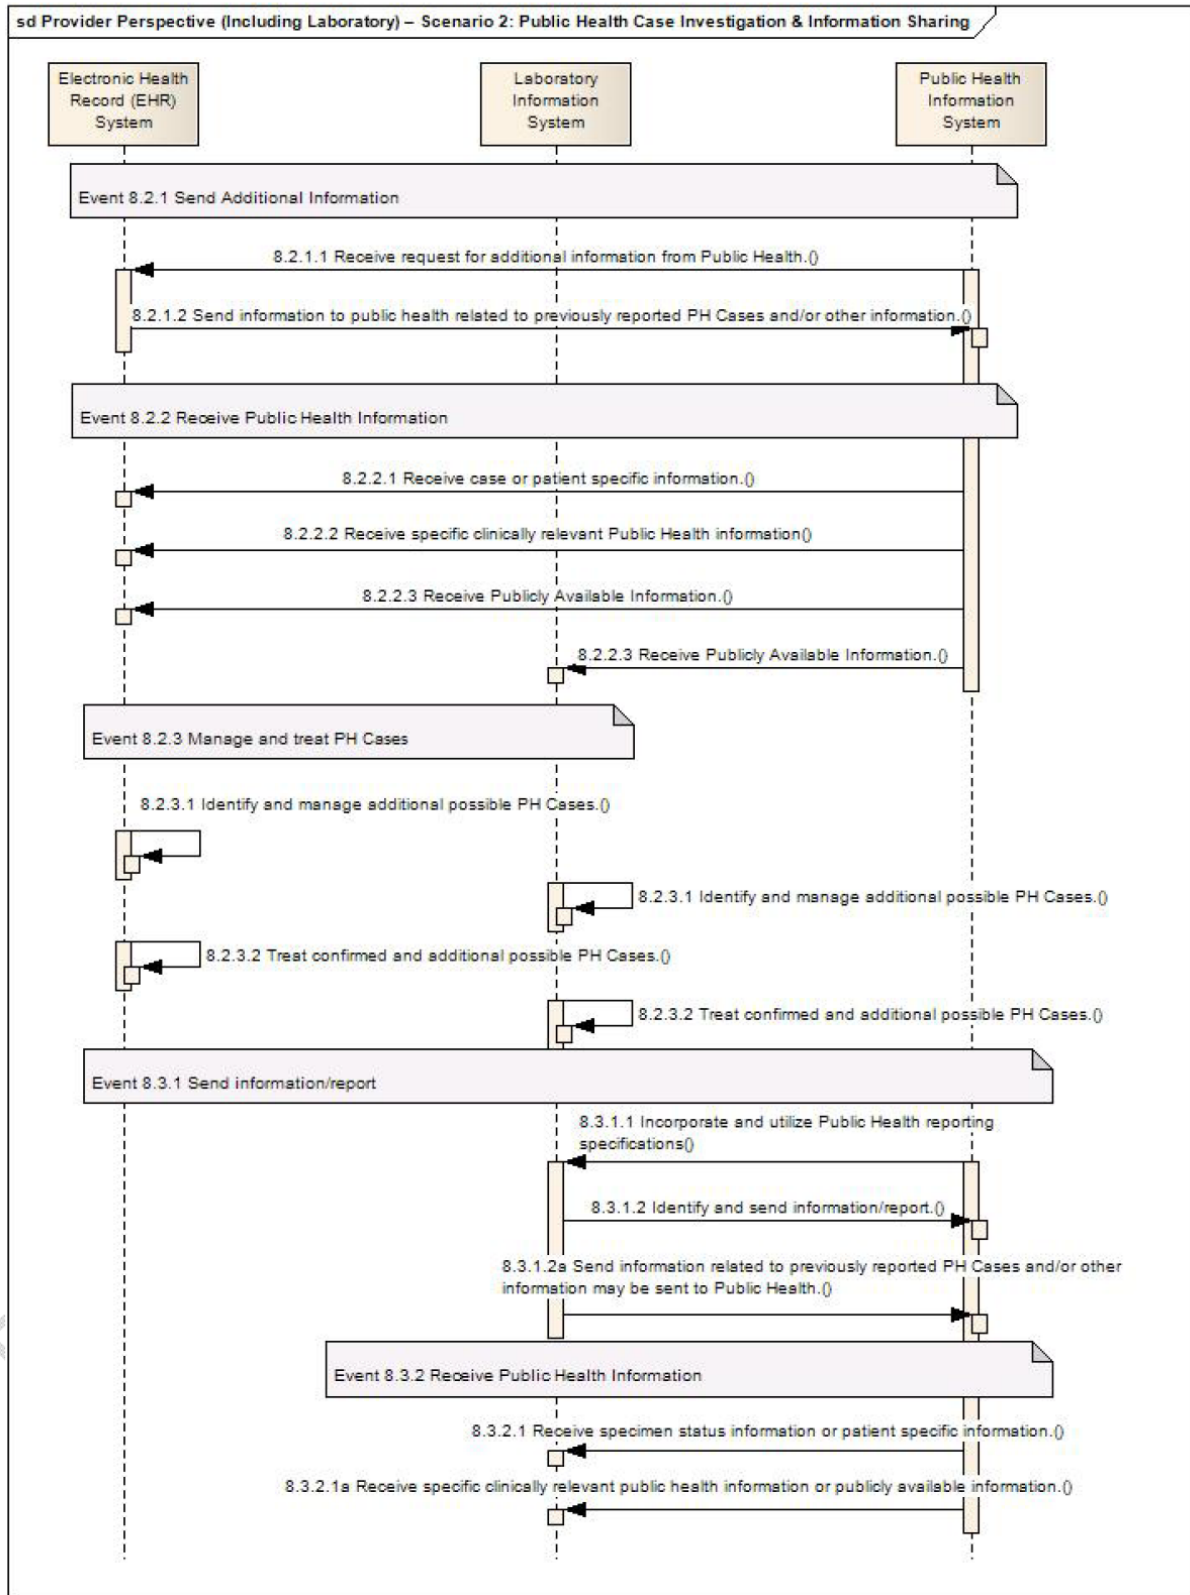 sd Provider Perspective (Including Laboratory) – Scenario 2: Public Health Case Investigation & Information Sharing
Electronic Health
Record (EHR)
System
Laboratory
Information
System
Public Health
Information
System
Event 8.2.1 Send Additional Information
8.2.1.1 Receive request for additional information from Public Health.()
8.2.1.2 Send information to public health related to previously reported PH Cases and/or other information.()
Event 8.2.2 Receive Public Health Information
8.2.2.1 Receive case or patient specific information.()
8.2.2.2 Receive specific clinically relevant Public Health information()
8.2.2.3 Receive Publicly Available Information.()
8.2.2.3 Receive Publicly Available Information.()
Event 8.2.3 Manage and treat PH Cases
8.2.3.1 Identify and manage additional possible PH Cases.()
8.2.3.1 Identify and manage additional possible PH Cases.()
8.2.3.2 Treat confirmed and additional possible PH Cases.()
8.2.3.2 Treat confirmed and additional possible PH Cases.()
Event 8.3.1 Send information/report
8.3.1.1 Incorporate and utilize Public Health reporting
specifications()
8.3.1.2 Identify and send information/report.()
8.3.1.2a Send information related to previously reported PH Cases and/or other
information may be sent to Public Health.()
Event 8.3.2 Receive Public Health Information
8.3.2.1 Receive specimen status information or patient specific information.()
8.3.2.1a Receive specific clinically relevant public health information or publicly available information.()